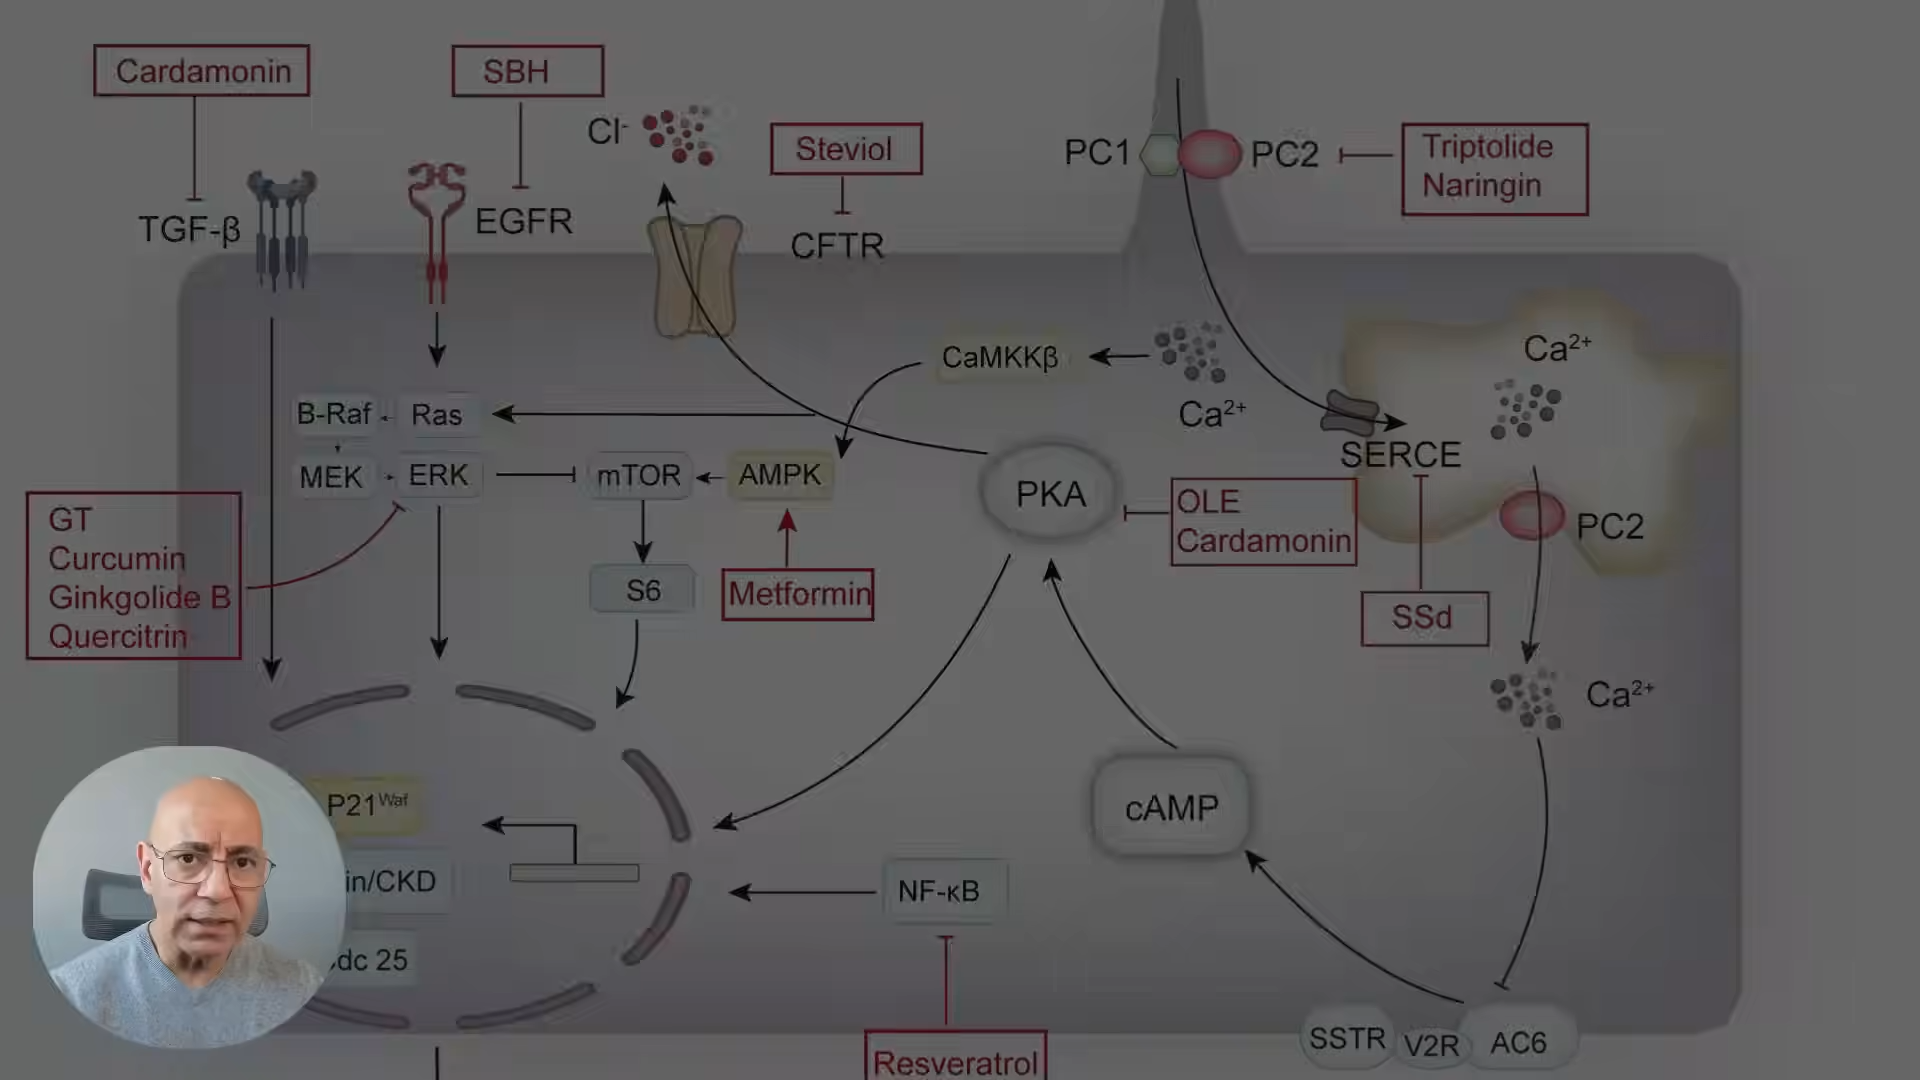 Cardamonin
SBH
Cl-
Steviol
PC1
PC2
Triptolide
Naringin
TGF-β
EGFR
CFTR
CaMKKβ
Ca2+
Ca2+
B-Raf
Ras
SERCE
MEK
ERK
mTOR
AMPK
PKA
OLE
Cardamonin
PC2
GT
Curcumin
Ginkgolide B
Quercitrin
S6
Metformin
SSd
Ca2+
P21Waf
cAMP
in/CKD
NF-κB
dc 25
Resveratrol
SSTR
V2R
AC6